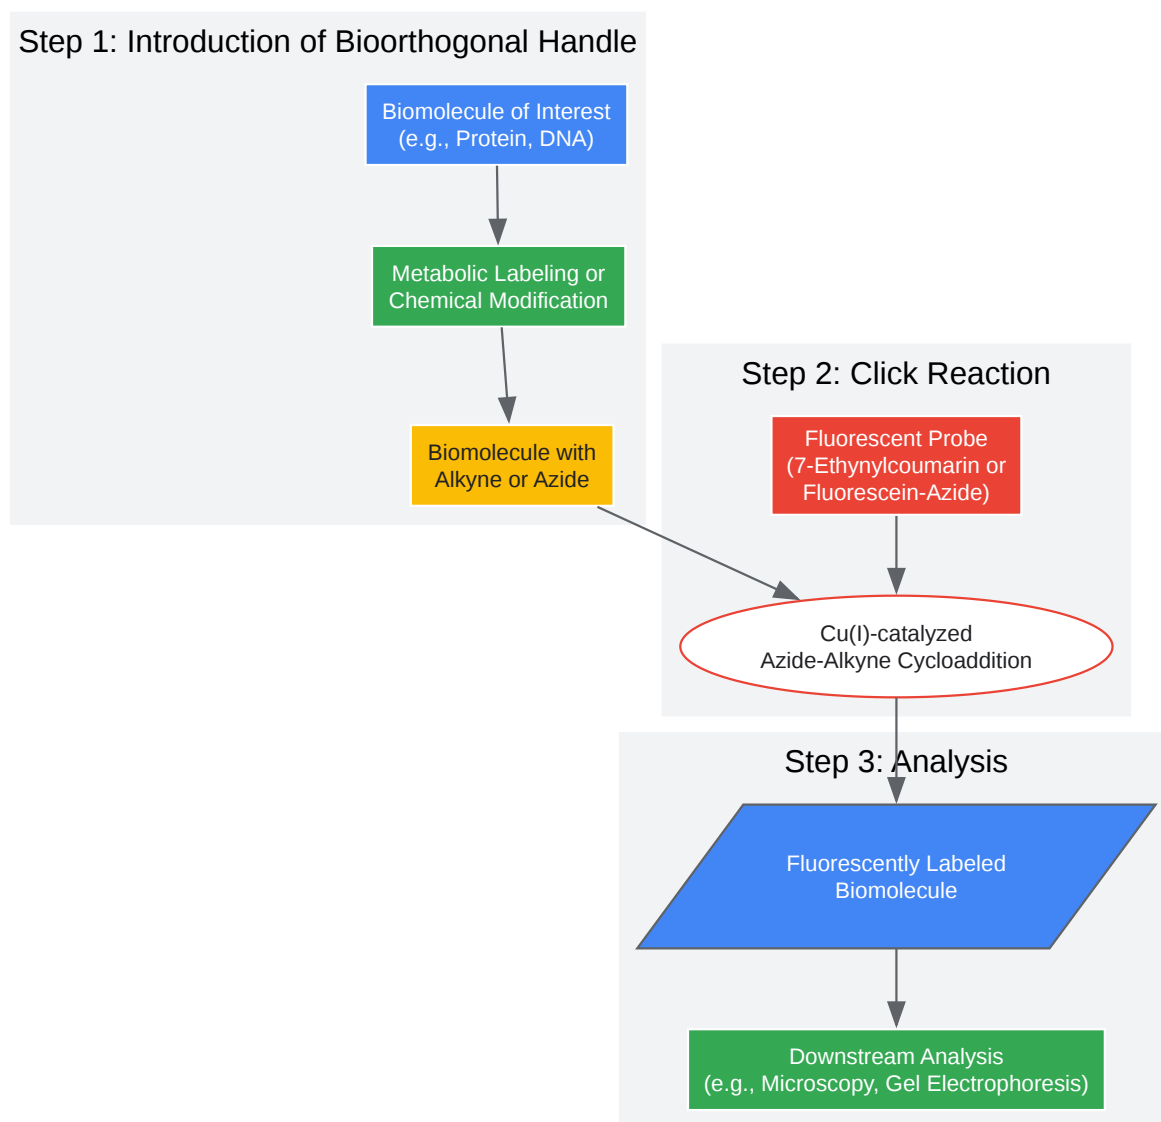 Step 1: Introduction of Bioorthogonal Handle
Biomolecule of Interest
(e.g., Protein, DNA)
Metabolic Labeling or
Chemical Modification
Biomolecule with
Alkyne or Azide
Step 2: Click Reaction
Fluorescent Probe
(7-Ethynylcoumarin or
Fluorescein-Azide)
Cu(I)-catalyzed
Azide-Alkyne Cycloaddition
Step 3: Analysis
Fluorescently Labeled
Biomolecule
Downstream Analysis
(e.g., Microscopy, Gel Electrophoresis)